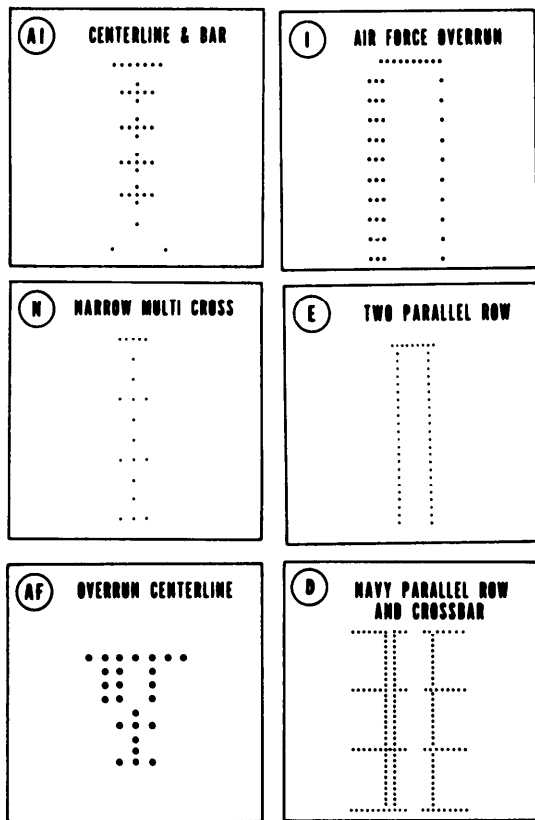 AI CENTERLINE & BAR
I AIR FORCE OVERRUN
N NARROW MULTI CROSS
E TWO PARALLEL ROW
AF OVERRUN CENTERLINE
D NAVY PARALLEL ROW
AND CROSSBAR